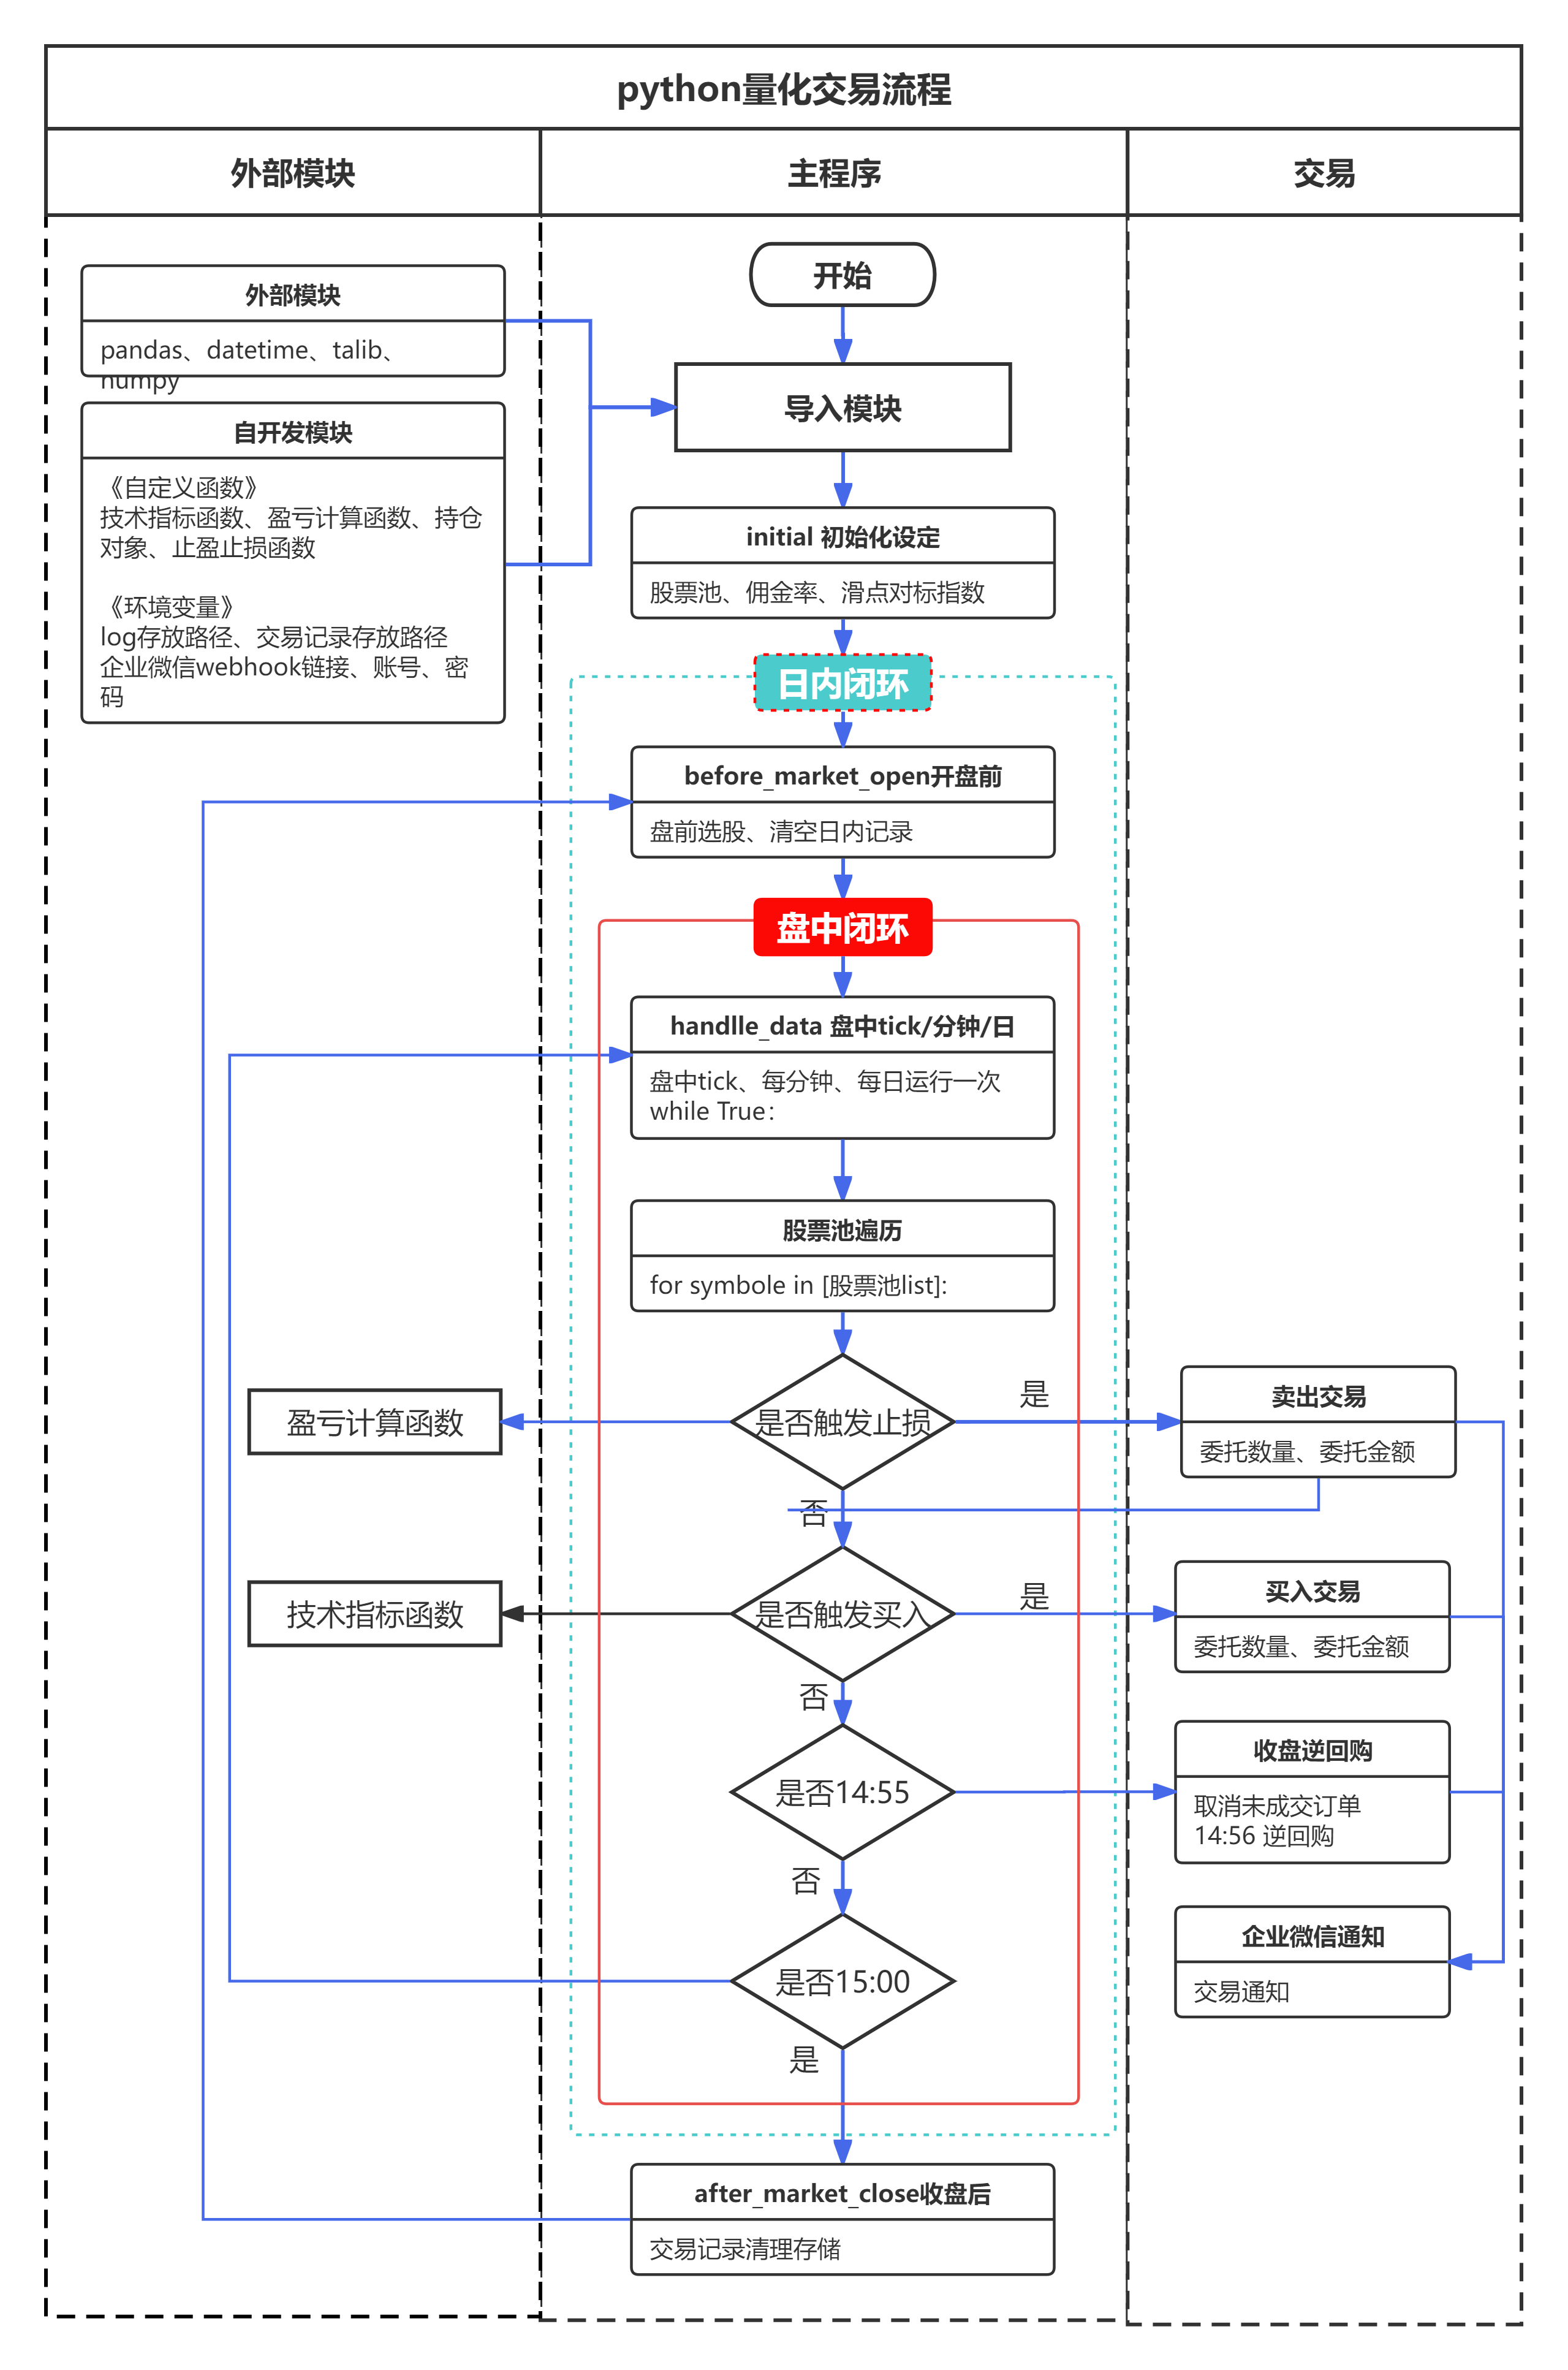 python量化交易流程
外部模块
主程序
交易
外部模块
pandas、datetime、talib、
numpy
自开发模块
《自定义函数》
技术指标函数、盈亏计算函数、持仓
对象、止盈止损函数
《环境变量》
log存放路径、交易记录存放路径
企业微信webhook链接、账号、密
码
开始
导入模块
initial 初始化设定
股票池、佣金率、滑点对标指数
日内闭环
before_market_open开盘前
盘前选股、清空日内记录
盘中闭环
handlle_data 盘中tick/分钟/日
盘中tick、每分钟、每日运行一次
while True：
股票池遍历
for symbole in [股票池list]:
盈亏计算函数
是否触发止损
是
卖出交易
委托数量、委托金额
否
技术指标函数
是否触发买入
是
买入交易
委托数量、委托金额
否
是否14:55
收盘逆回购
取消未成交订单
14:56 逆回购
否
是否15:00
企业微信通知
交易通知
是
after_market_close收盘后
交易记录清理存储